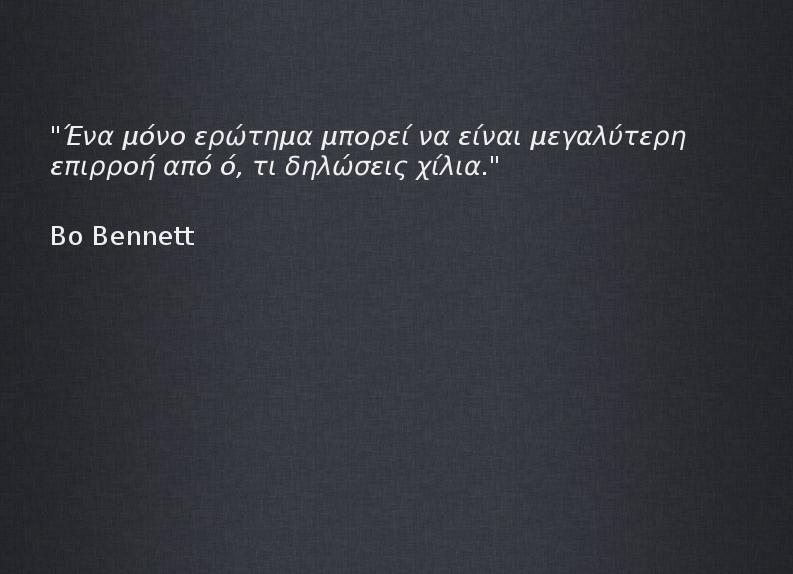 "Ένα μόνο ερώτημα μπορεί να είναι μεγαλύτερη
επιρροή από ό, τι δηλώσεις χίλια."
Bo Bennett